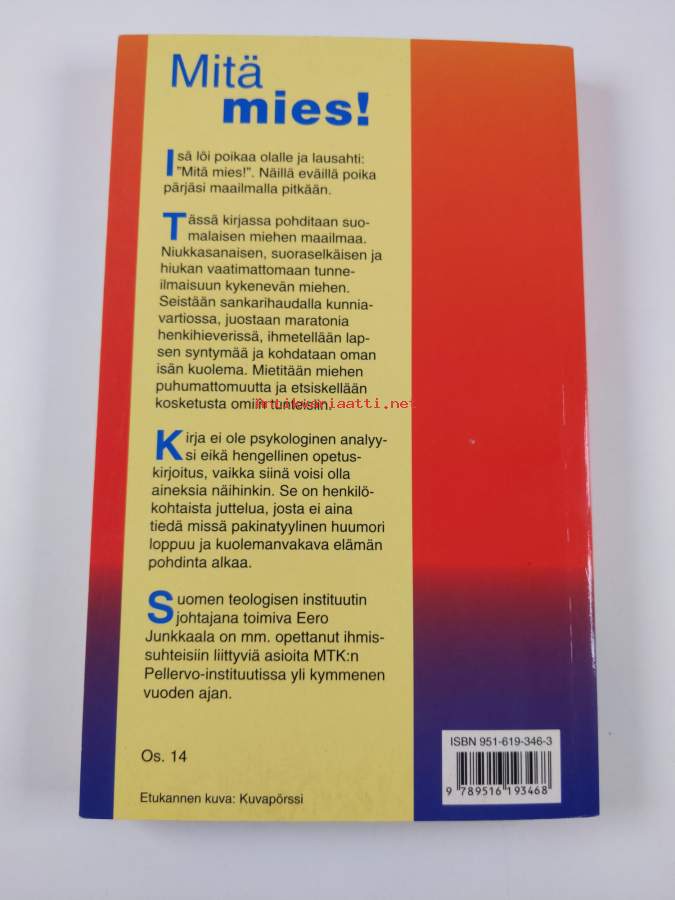 Mitä
mies!
Isä löi poikaa olalle ja lausahti:
"Mitä mies!". Näillä eväillä poika
pärjäsi maailmalla pitkään.
Tässä kirjassa pohditaan suo-
malaisen miehen maailmaa.
Niukkasanaisen, suoraselkäisen ja
hiukan vaatimattomaan tunne-
ilmaisuun kykenevän miehen.
Seistään sankarihaudalla kunnia-
vartiossa, juostaan maratonia
henkihieverissä, ihmetellään lap-
sen syntymää ja kohdataan oman
isän kuolema. Mietitään miehen
puhumattomuutta ja etsiskellään
kosketusta omiin tunteisiin.
Kirja ei ole psykologinen analyy-
si eikä hengellinen opetus-
kirjoitus, vaikka siinä voisi olla
aineksia näihinkin. Se on henkilö-
kohtaista juttelua, josta ei aina
tiedä missä pakinatyylinen huumori
loppuu ja kuolemanvakava elämän
pohdinta alkaa.
Suomen teologisen instituutin
johtajana toimiva Eero
Junkkaala on mm. opettanut ihmis-
suhteisiin liittyviä asioita MTK:n
Pellervo-instituutissa yli kymmenen
vuoden ajan.
Os. 14
Etukannen kuva: Kuvapörssi
ISBN 951-619-346-3
9 789516 193468